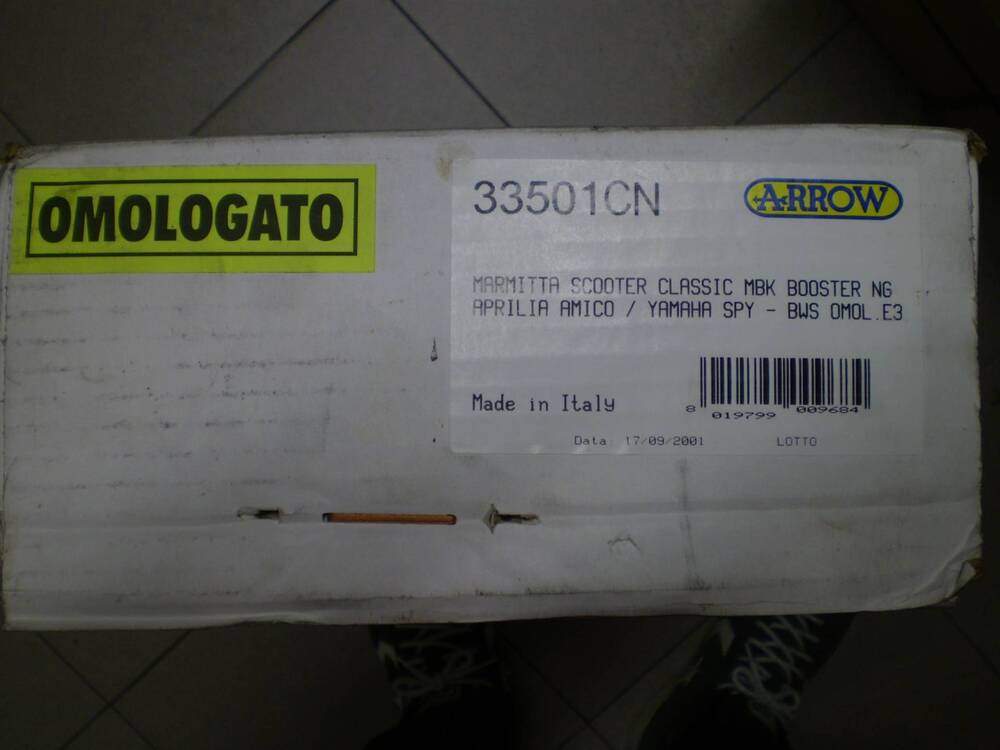 OMOLOGATO
33501CN
ARROW
MARMITTA SCOOTER CLASSIC MBK BOOSTER NG
APRILIA AMICO / YAMAHA SPY - BWS OMOL.E3
Made in Italy
8 019799 009684
Data: 17/09/2001 LOTTO